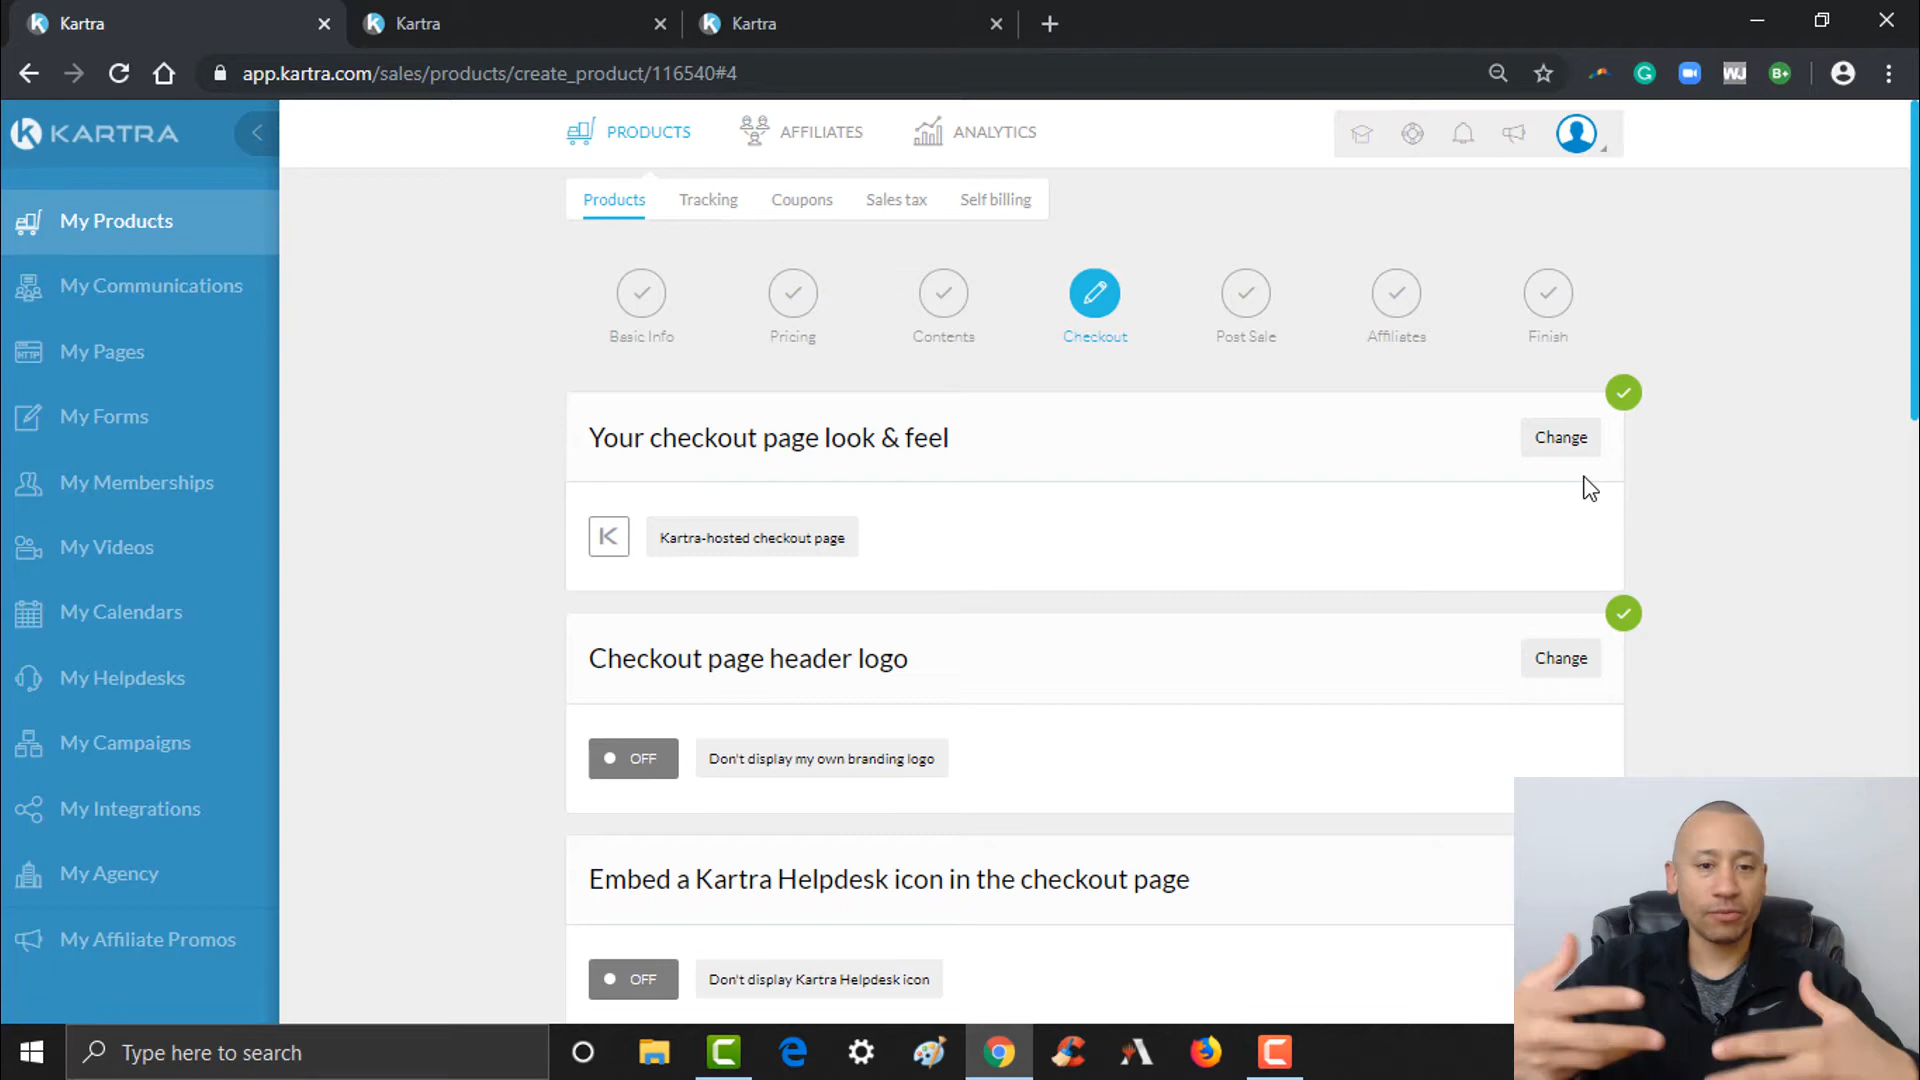 Kartra
Kartra
Kartra
app.kartra.com/sales/products/create_product/116540#4
KARTRA
PRODUCTS
AFFILIATES
ANALYTICS
Products
Tracking
Coupons
Sales tax
Self billing
My Products
My Communications
My Pages
My Forms
My Memberships
My Videos
My Calendars
My Helpdesks
My Campaigns
My Integrations
My Agency
My Affiliate Promos
Basic Info
Pricing
Contents
Checkout
Post Sale
Affiliates
Finish
Your checkout page look & feel
Change
Kartra-hosted checkout page
Checkout page header logo
Change
OFF
Don't display my own branding logo
Embed a Kartra Helpdesk icon in the checkout page
OFF
Don't display Kartra Helpdesk icon
Type here to search